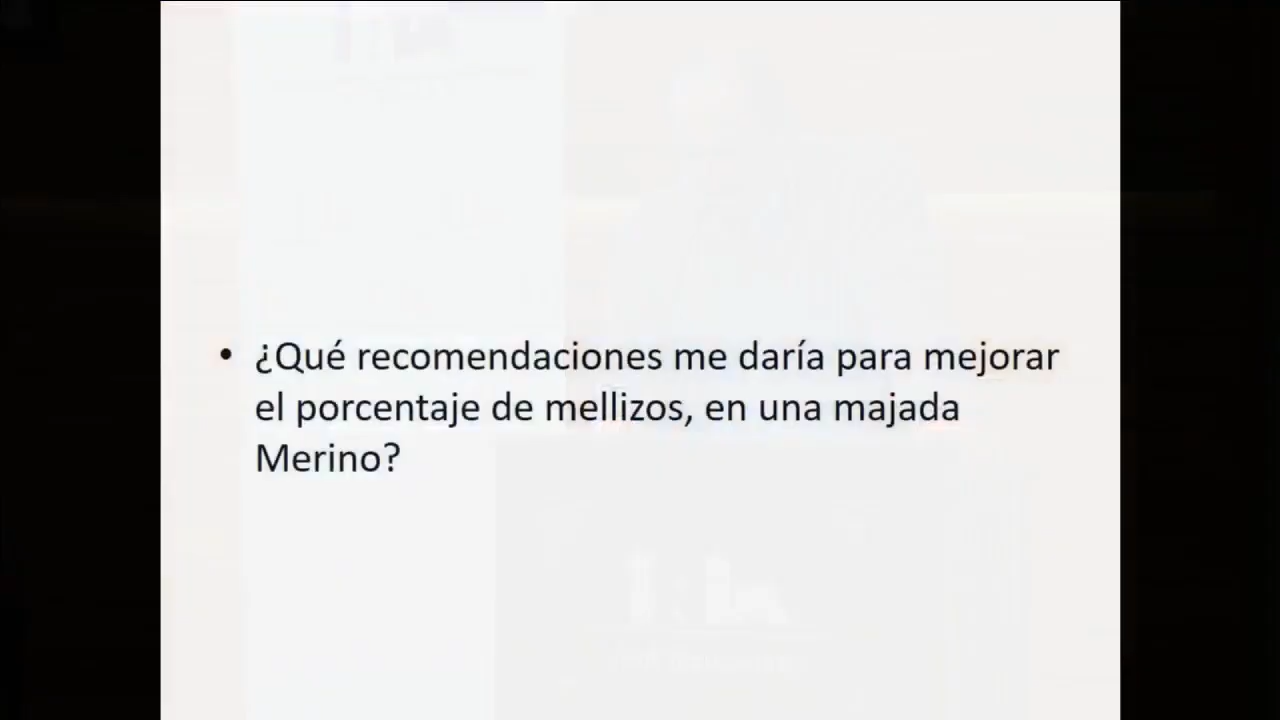 • ¿Qué recomendaciones me daría para mejorar
el porcentaje de mellizos, en una majada
Merino?